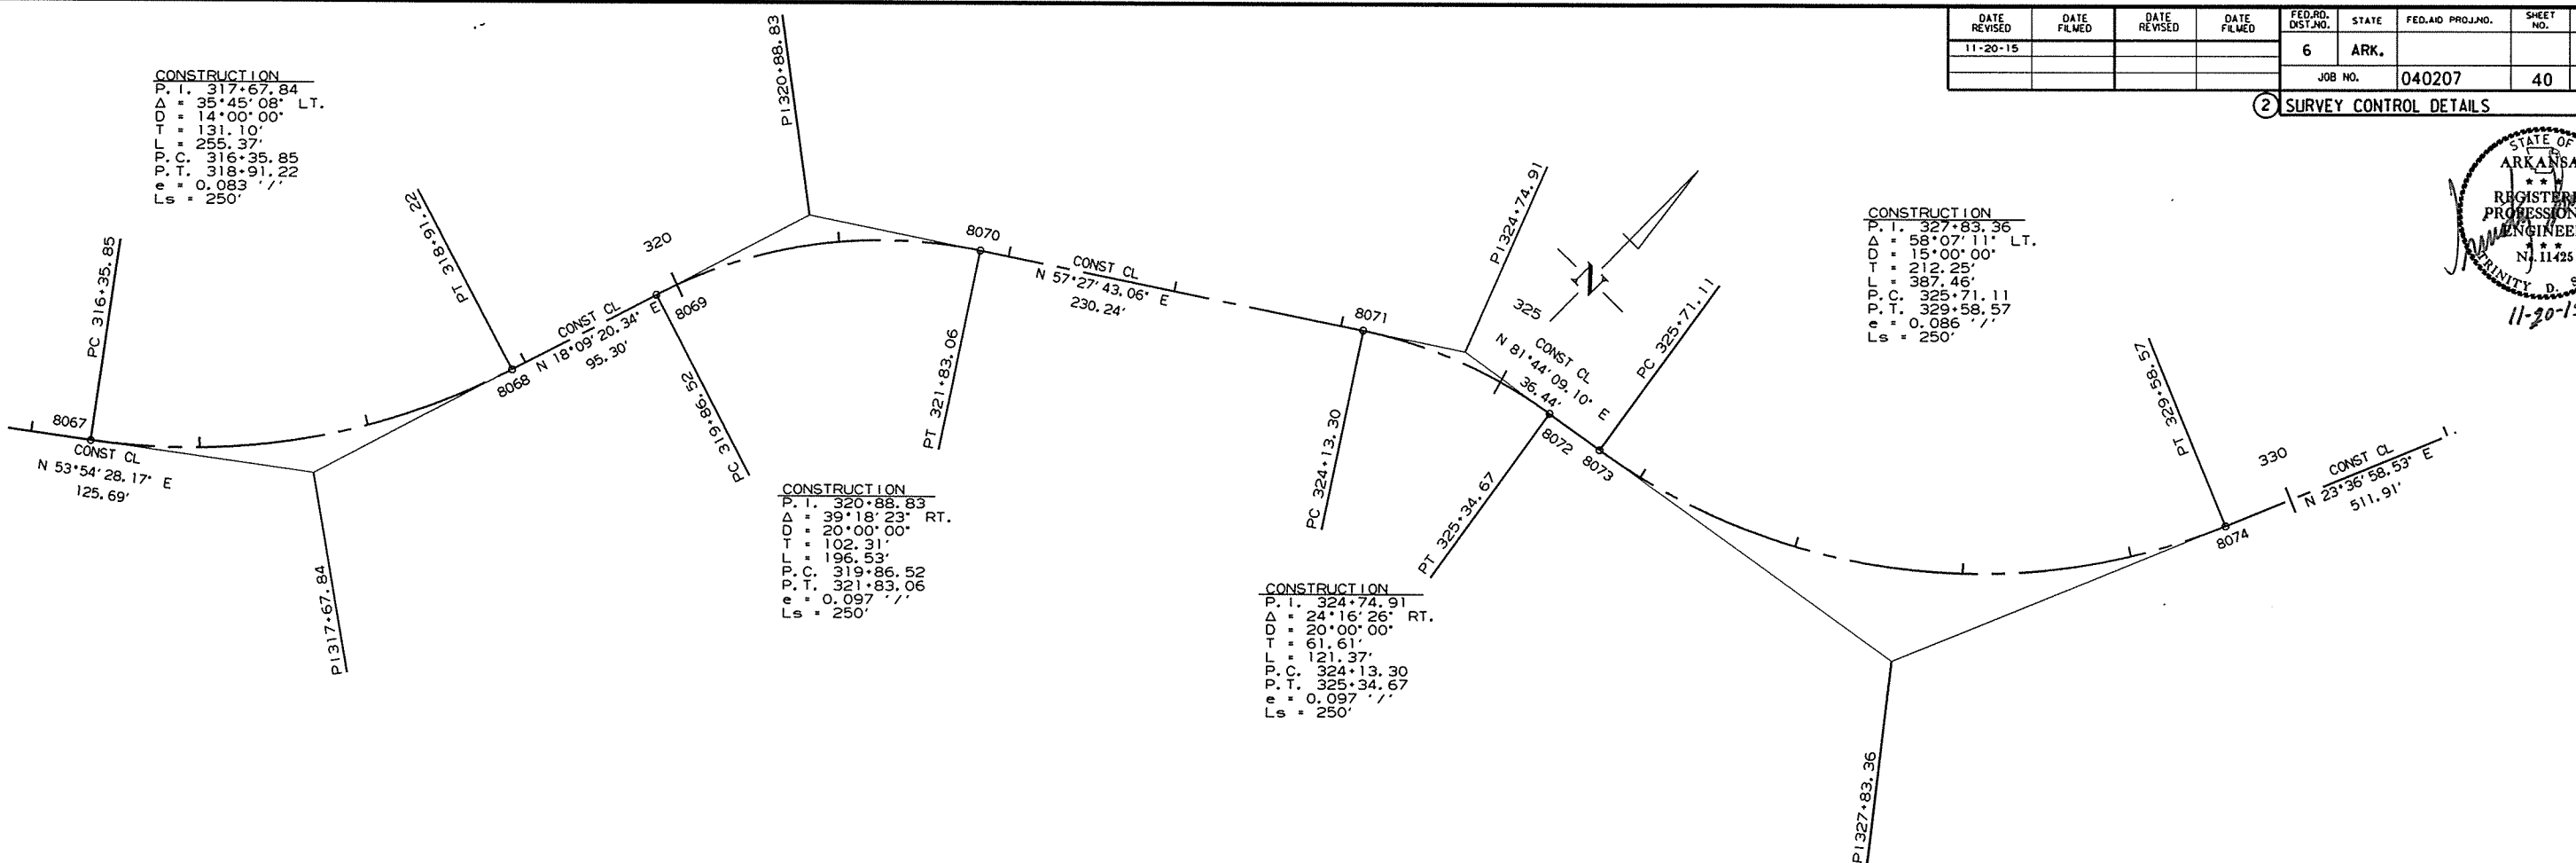 DATE REVISED
DATE FILMED
DATE REVISED
DATE FILMED
FED.RD. DIST.NO.
STATE
FED.AID PROJ.NO.
SHEET NO.
11-20-15
6
ARK.
JOB NO.
040207
40
2 SURVEY CONTROL DETAILS
STATE OF
ARKANSA
★ ★ ★
REGISTER
PROFESSION
ENGINEE
★ ★ ★
No. 11425
TRINITY D. S
11-20-15
CONSTRUCTION
P. I. 317+67.84
Δ = 35°45'08" LT.
D = 14°00'00"
T = 131.10'
L = 255.37'
P.C. 316+35.85
P.T. 318+91.22
e = 0.083 '/'
Ls = 250'
PC 316+35.85
PT 318+91.22
PI 320+88.83
320
8067
CONST CL
N 53°54'28.17" E
125.69'
PI 317+67.84
8068
CONST CL
N 18°09'20.34" E
95.30'
8069
PC 319+86.52
8070
PT 321+83.06
CONST CL
N 57°27'43.06" E
230.24'
CONSTRUCTION
P. I. 320+88.83
Δ = 39°18'23" RT.
D = 20°00'00"
T = 102.31'
L = 196.53'
P.C. 319+86.52
P.T. 321+83.06
e = 0.097 '/'
Ls = 250'
8071
PC 324+13.30
PI 324+74.91
325
N
CONST CL
N 81°44'09.10" E
36.44'
PC 325+71.11
8072
8073
PT 325+34.67
CONSTRUCTION
P. I. 324+74.91
Δ = 24°16'26" RT.
D = 20°00'00"
T = 61.61'
L = 121.37'
P.C. 324+13.30
P.T. 325+34.67
e = 0.097 '/'
Ls = 250'
CONSTRUCTION
P. I. 327+83.36
Δ = 58°07'11" LT.
D = 15°00'00"
T = 212.25'
L = 387.46'
P.C. 325+71.11
P.T. 329+58.57
e = 0.086 '/'
Ls = 250'
PT 329+58.57
8074
330
CONST CL
N 23°36'58.53" E
511.91'
PI 327+83.36